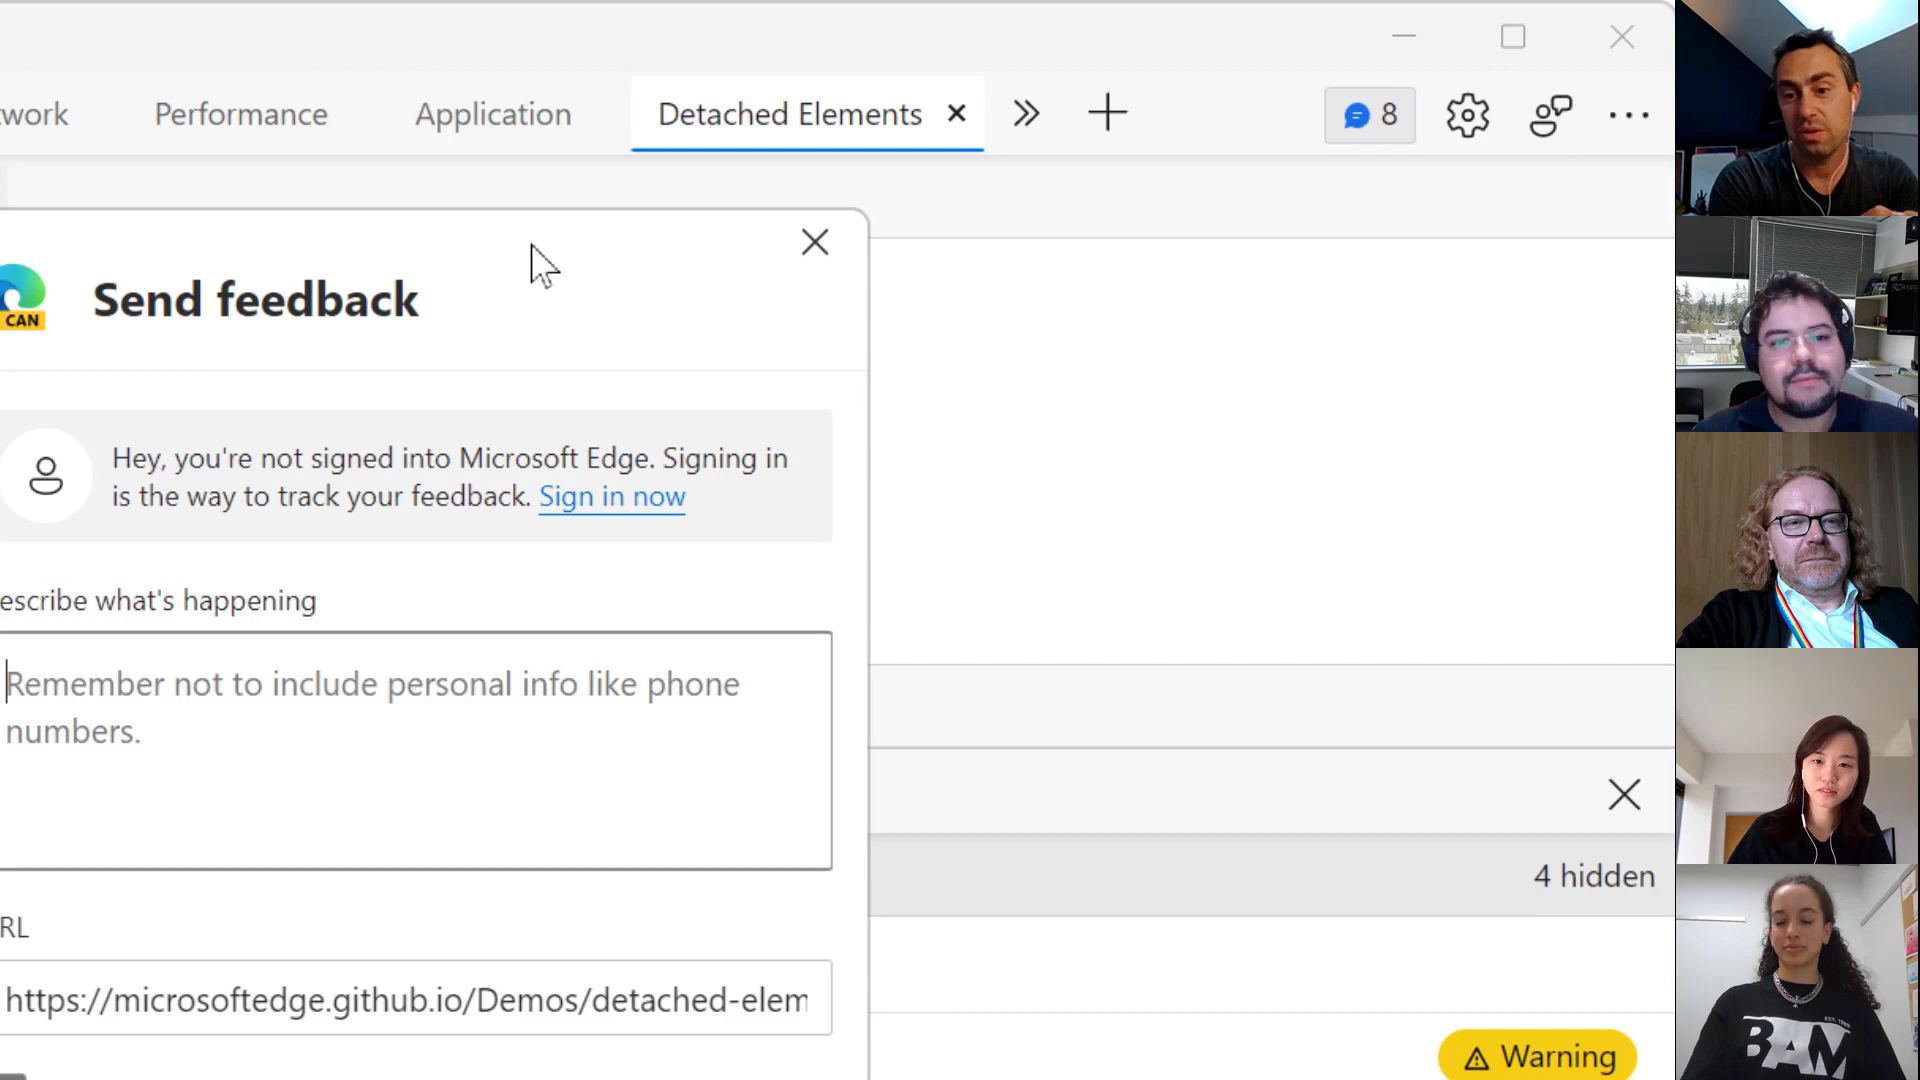 twork Performance Application Detached Elements 8
CAN
Send feedback
Hey, you're not signed into Microsoft Edge. Signing in
is the way to track your feedback. Sign in now
escribe what's happening
Remember not to include personal info like phone
numbers.
4 hidden
RL
https://microsoftedge.github.io/Demos/detached-elem
Warning
BAM